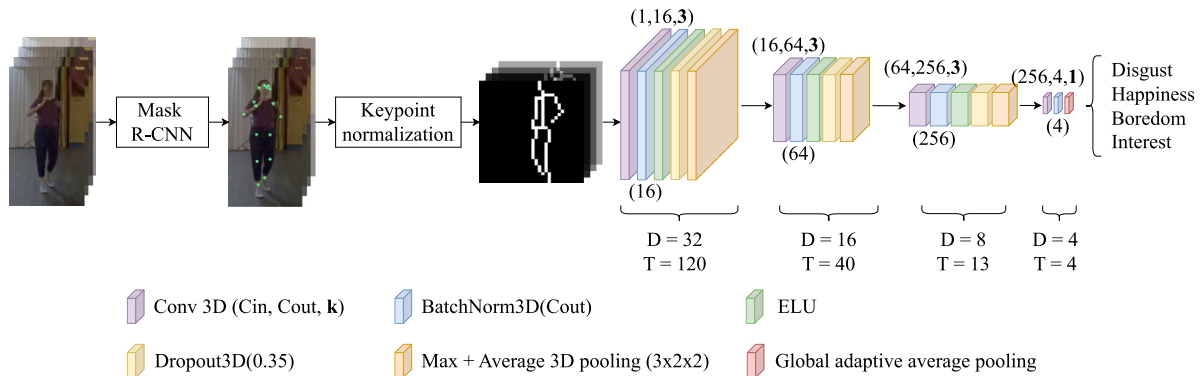 Mask
R-CNN
Keypoint
normalization
(1,16,3)
(16)
(16,64,3)
(64)
(64,256,3)
(256)
(256,4,1)
(4)
Disgust
Happiness
Boredom
Interest
D = 32
T = 120
D = 16
T = 40
D = 8
T = 13
D = 4
T = 4
Conv 3D (Cin, Cout, k)
BatchNorm3D(Cout)
ELU
Dropout3D(0.35)
Max + Average 3D pooling (3x2x2)
Global adaptive average pooling